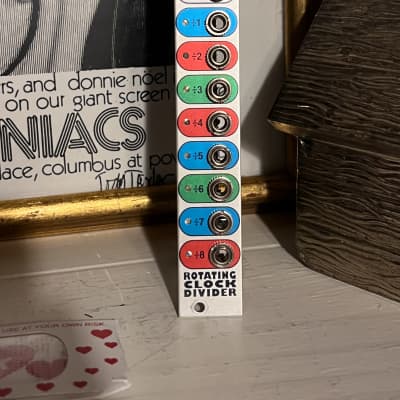 ÷1
÷2
÷3
÷4
÷5
÷6
÷7
÷8
ROTATING
CLOCK
DIVIDER
rs, and donnie noel
on our giant screen
NIACS
lace, columbus at po